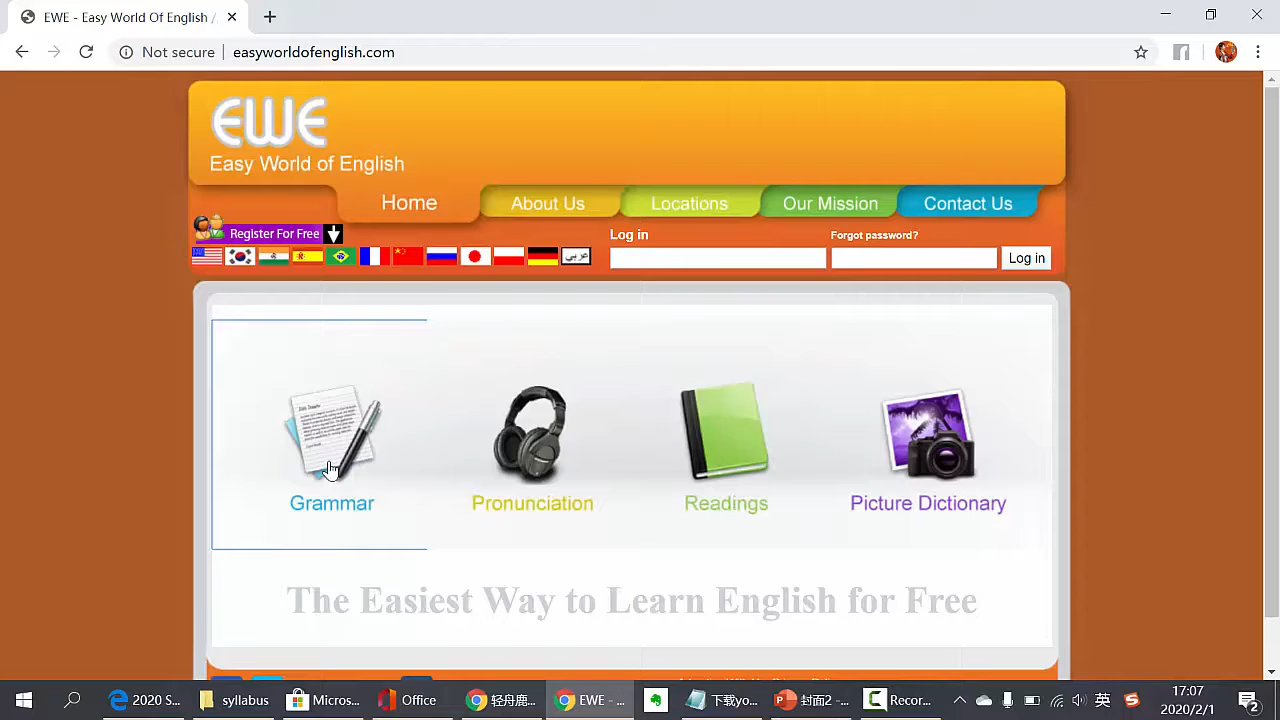 EWE - Easy World Of English /
Not secure
easyworldofenglish.com
EWE
Easy World of English
Home
About Us
Locations
Our Mission
Contact Us
Register For Free
Log in
Forgot password?
عربي
Log in
Grammar
Pronunciation
Readings
Picture Dictionary
The Easiest Way to Learn English for Free
2020 S...
syllabus
Micros...
Office
轻舟鹿...
EWE - ...
下载yo...
封面2 -...
Recor...
英
17:07
2020/2/1
2